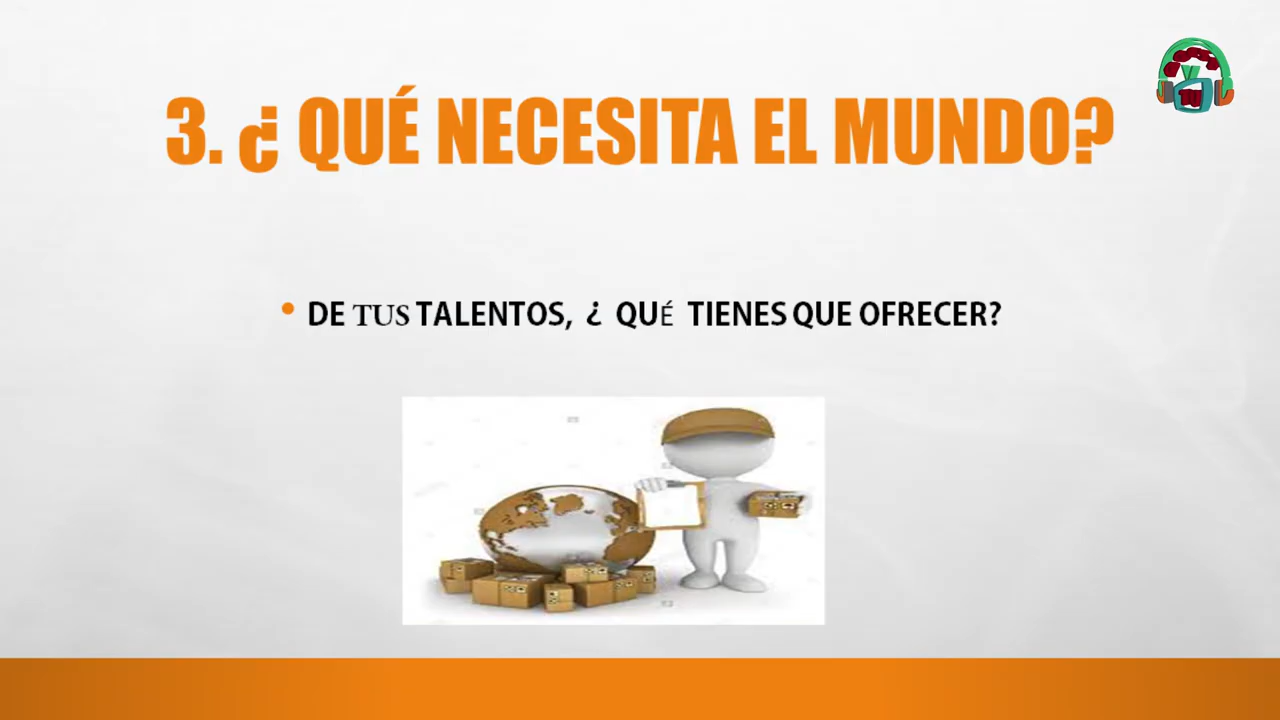 3. ¿ QUÉ NECESITA EL MUNDO?
• DE TUS TALENTOS, ¿ QUÉ TIENES QUE OFRECER?